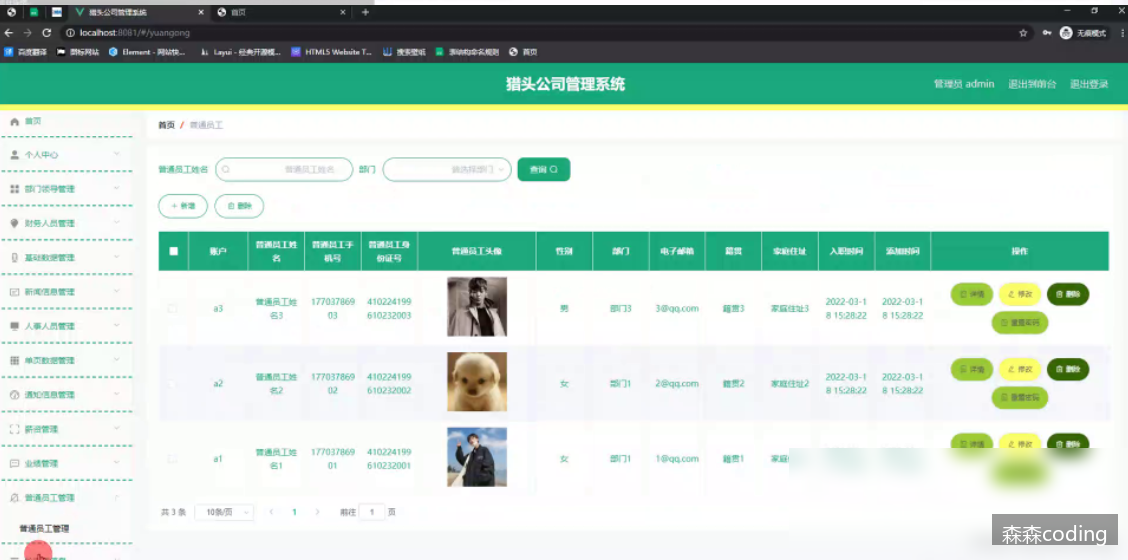 猎头公司管理系统
首页
localhost:8081/#/yuangong
无痕模式
百度翻译
Element - 网站快...
Layui - 经典开源模...
HTML5 Website T...
搜索壁纸
表结构命名规则
首页
猎头公司管理系统
管理员 admin
退出到前台
退出登录
首页
个人中心
部门领导管理
财务人员管理
基础数据管理
新闻信息管理
人事人员管理
单页数据管理
通知信息管理
薪资管理
业绩管理
普通员工管理
普通员工管理
首页 / 普通员工
普通员工姓名 普通员工姓名 部门 请选择部门 查询
+ 新增 删除
账户 普通员工姓名 普通员工手机号 普通员工身份证号 普通员工头像 性别 部门 电子邮箱 籍贯 家庭住址 入职时间 添加时间 操作
a3 普通员工姓名3 17703786903 410224199610232003 男 部门3 3@qq.com 籍贯3 家庭住址3 2022-03-18 15:28:22 2022-03-18 15:28:22 详情 修改 删除
重置密码
a2 普通员工姓名2 17703786902 410224199610232002 女 部门1 2@qq.com 籍贯2 家庭住址2 2022-03-18 15:28:22 2022-03-18 15:28:22 详情 修改 删除
重置密码
a1 普通员工姓名1 17703786901 410224199610232001 女 部门1 1@qq.com 籍贯1 家庭 详情 修改 删除
共 3 条 10条/页 1 前往 1 页
森森coding